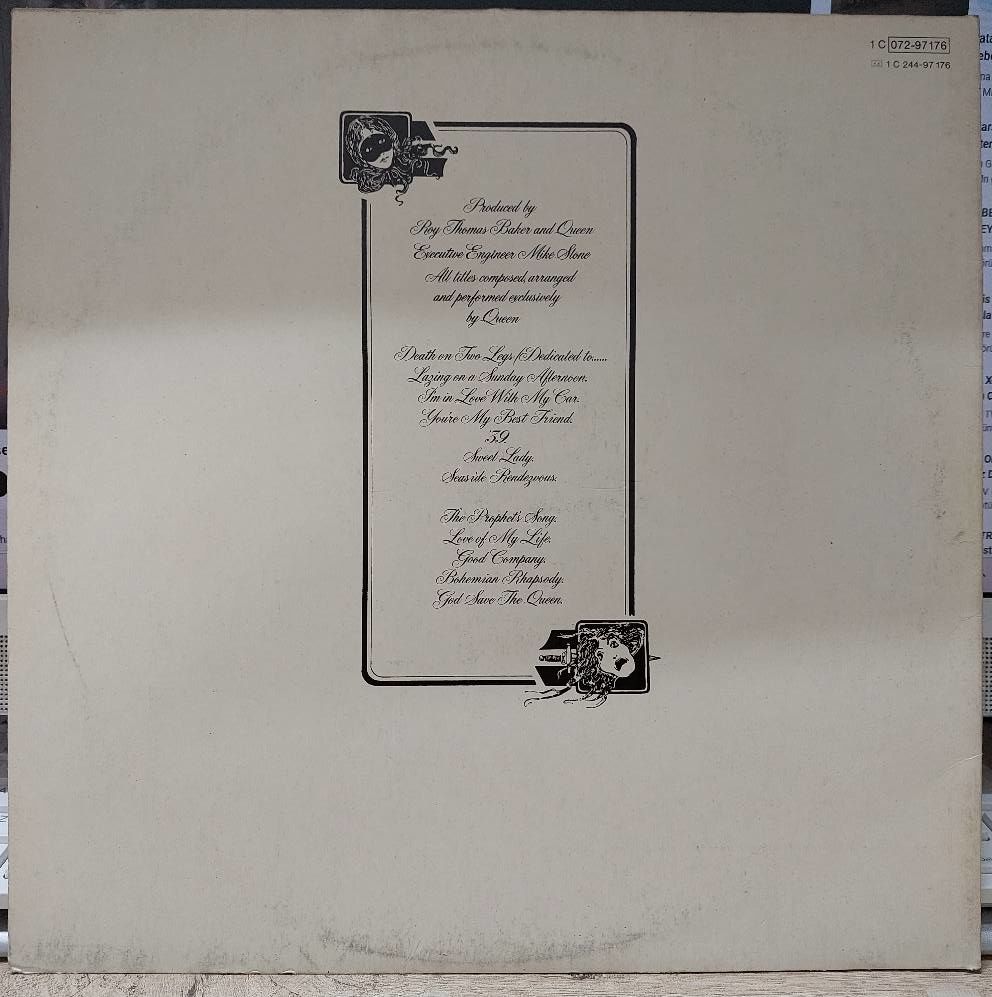 1 C 072-97176
1 C 244-97 176
Produced by
Roy Thomas Baker and Queen
Executive Engineer Mike Stone
All titles composed, arranged
and performed exclusively
by Queen
Death on Two Legs (Dedicated to......
Lazing on a Sunday Afternoon.
I'm in Love With My Car.
You're My Best Friend.
'39.
Sweet Lady.
Seaside Rendezvous.
The Prophet's Song.
Love of My Life.
Good Company.
Bohemian Rhapsody.
God Save The Queen.